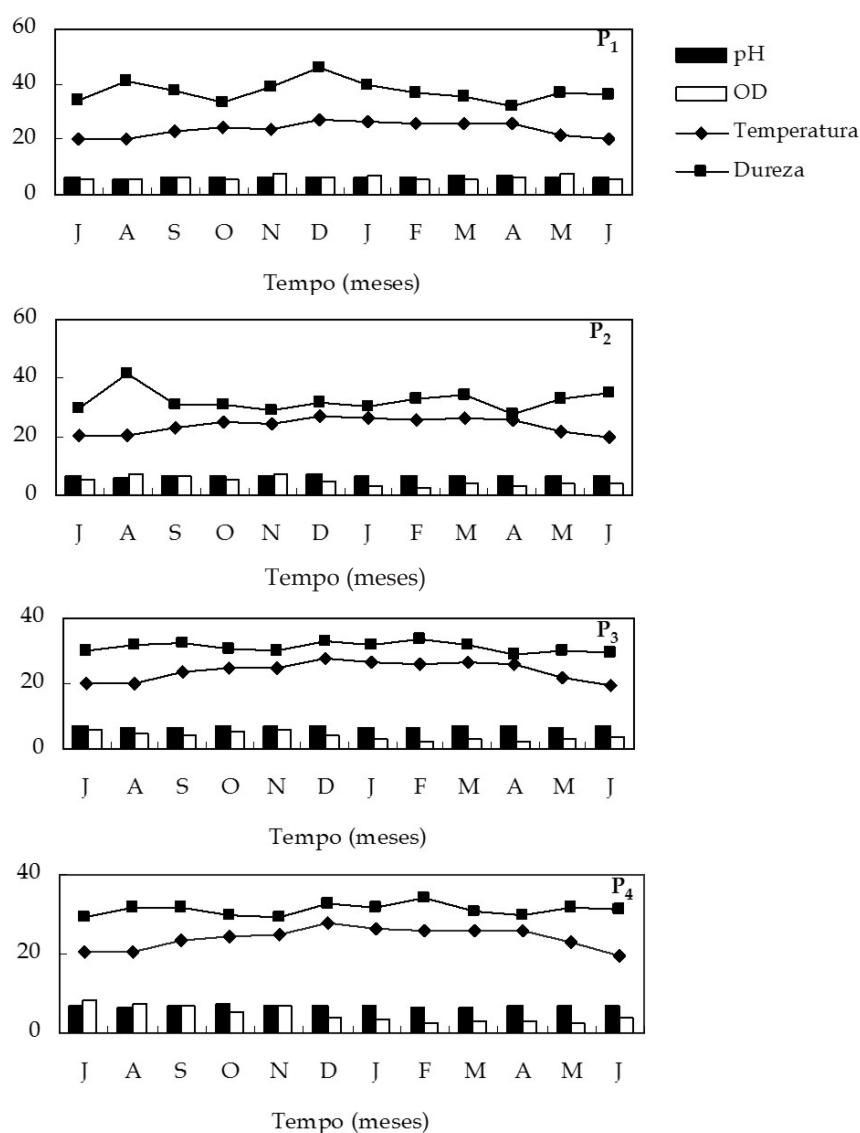 60
40
20
0
P1
pH
OD
Temperatura
Dureza
J A S O N D J F M A M J
Tempo (meses)
60
40
20
0
P2
J A S O N D J F M A M J
Tempo (meses)
40
20
0
P3
J A S O N D J F M A M J
Tempo (meses)
40
20
0
P4
J A S O N D J F M A M J
Tempo (meses)